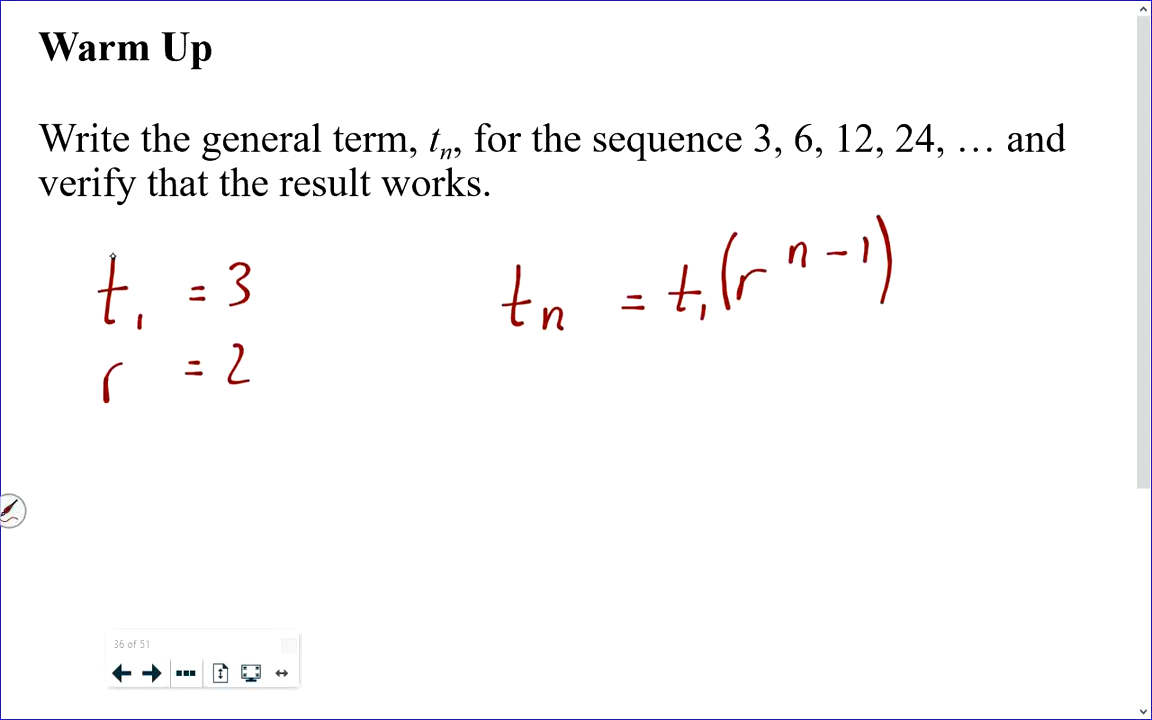 Warm Up
Write the general term, tₙ, for the sequence 3, 6, 12, 24, … and
verify that the result works.
t₁ = 3
tₙ = t₁(rⁿ⁻¹)
r = 2
36 of 51